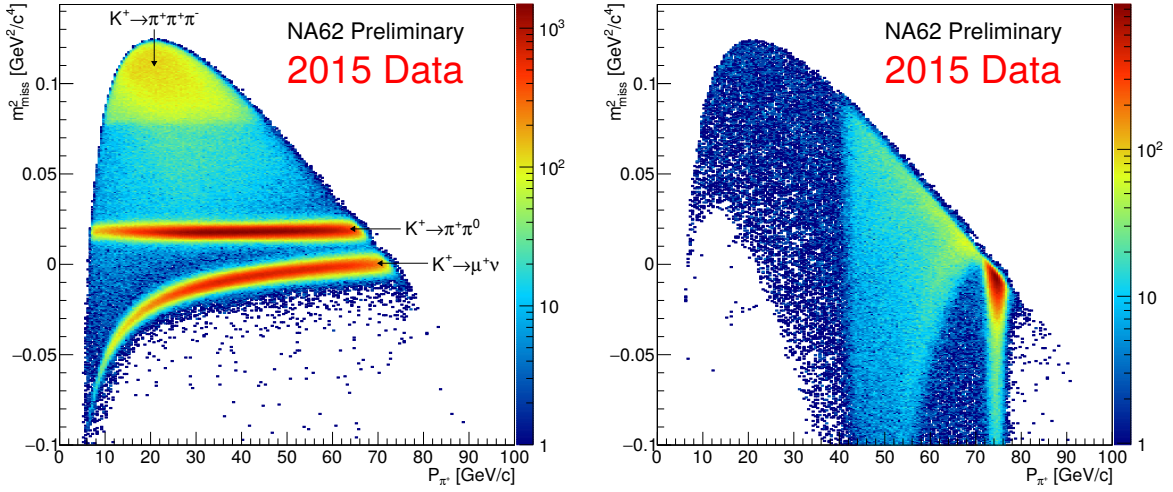 K⁺→π⁺π⁺π⁻
NA62 Preliminary
2015 Data
K⁺→π⁺π⁰
K⁺→μ⁺ν
m²miss [GeV²/c⁴]
0.1
0.05
0
−0.05
−0.1
0 10 20 30 40 50 60 70 80 90 100
Pπ⁺ [GeV/c]
10³
10²
10
1
NA62 Preliminary
2015 Data
m²miss [GeV²/c⁴]
0.1
0.05
0
−0.05
−0.1
0 10 20 30 40 50 60 70 80 90 100
Pπ⁺ [GeV/c]
10²
10
1